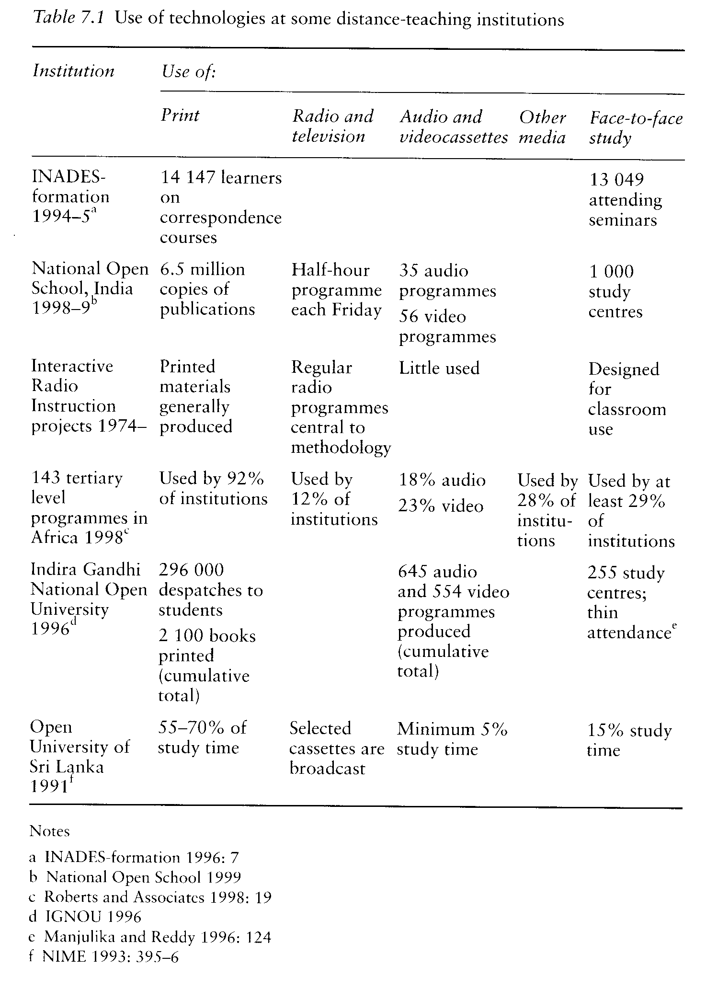 Table 7.1 Use of technologies at some distance-teaching institutions
Institution
Use of:
Print
Radio and
television
Audio and
videocassettes
Other
media
Face-to-face
study
INADES-
formation
1994–5a
14 147 learners
on
correspondence
courses
13 049
attending
seminars
National Open
School, India
1998–9b
6.5 million
copies of
publications
Half-hour
programme
each Friday
35 audio
programmes
56 video
programmes
1 000
study
centres
Interactive
Radio
Instruction
projects 1974–
Printed
materials
generally
produced
Regular
radio
programmes
central to
methodology
Little used
Designed
for
classroom
use
143 tertiary
level
programmes in
Africa 1998c
Used by 92%
of institutions
Used by
12% of
institutions
18% audio
23% video
Used by
28% of
institu-
tions
Used by at
least 29%
of
institutions
Indira Gandhi
National Open
University
1996d
296 000
despatches to
students
2 100 books
printed
(cumulative
total)
645 audio
and 554 video
programmes
produced
(cumulative
total)
255 study
centres;
thin
attendancee
Open
University of
Sri Lanka
1991f
55–70% of
study time
Selected
cassettes are
broadcast
Minimum 5%
study time
15% study
time
Notes
a INADES-formation 1996: 7
b National Open School 1999
c Roberts and Associates 1998: 19
d IGNOU 1996
e Manjulika and Reddy 1996: 124
f NIME 1993: 395–6